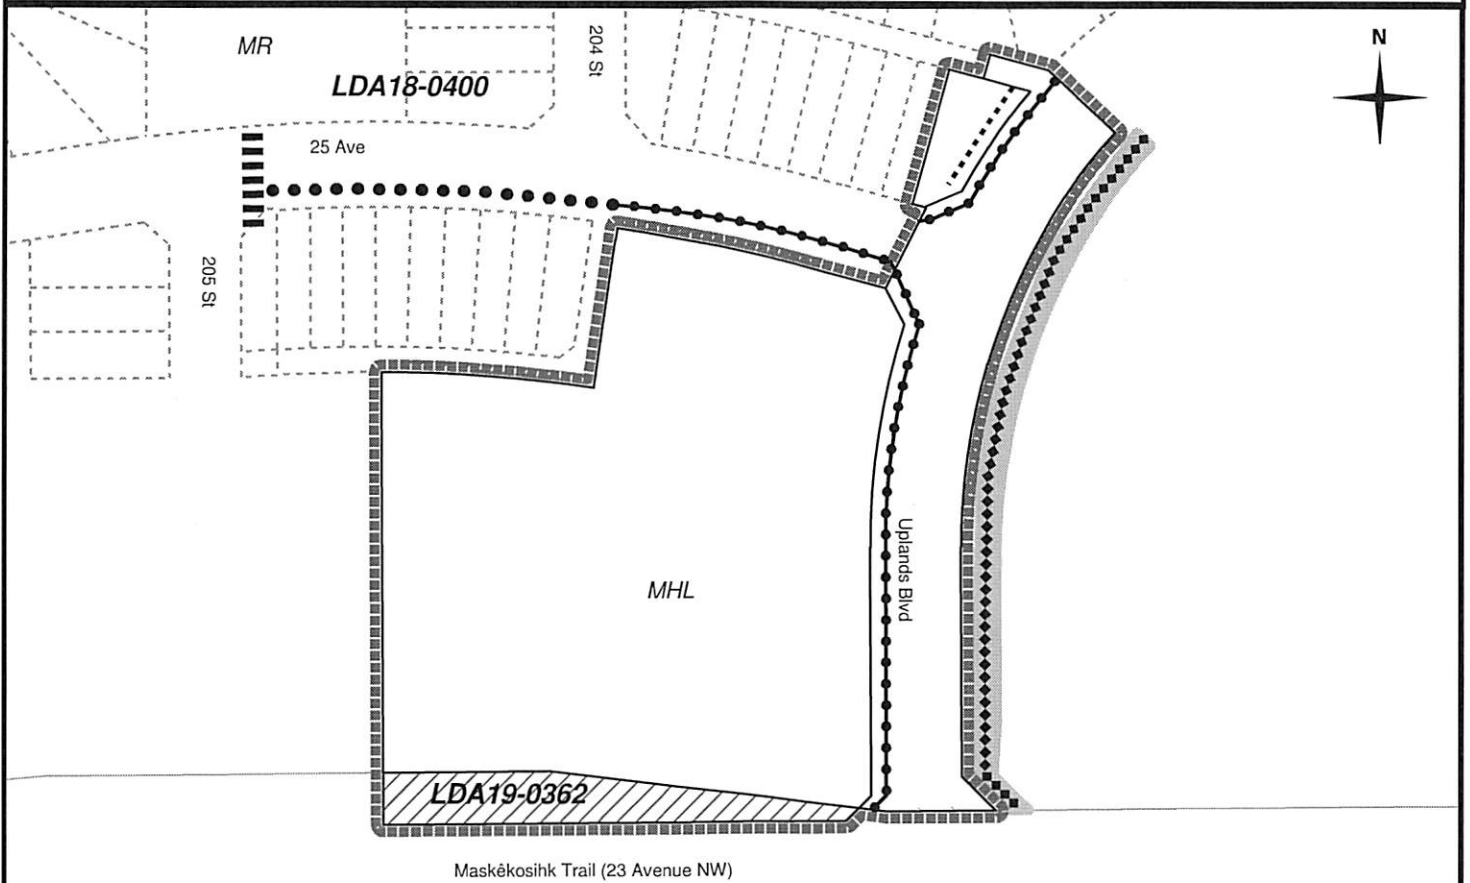 MR
204 St
N
LDA18-0400
25 Ave
205 St
Uplands Blvd
MHL
LDA19-0362
Maskêkosihk Trail (23 Avenue NW)